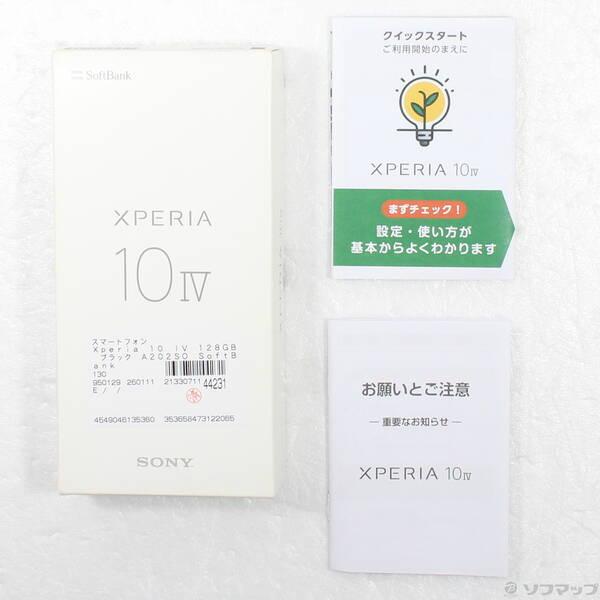 SoftBank
XPERIA
10 IV
スマートフォン
Xperia 10 IV 128GB
ブラック A202SO SoftB
ank
130
950129 260111 21330711 44231
E/ /
4549046135360 353658473122065
SONY
クイックスタート
ご利用開始のまえに
XPERIA 10 IV
まずチェック！
設定・使い方が
基本からよくわかります
お願いとご注意
― 重要なお知らせ ―
XPERIA 10 IV
ソフマップ